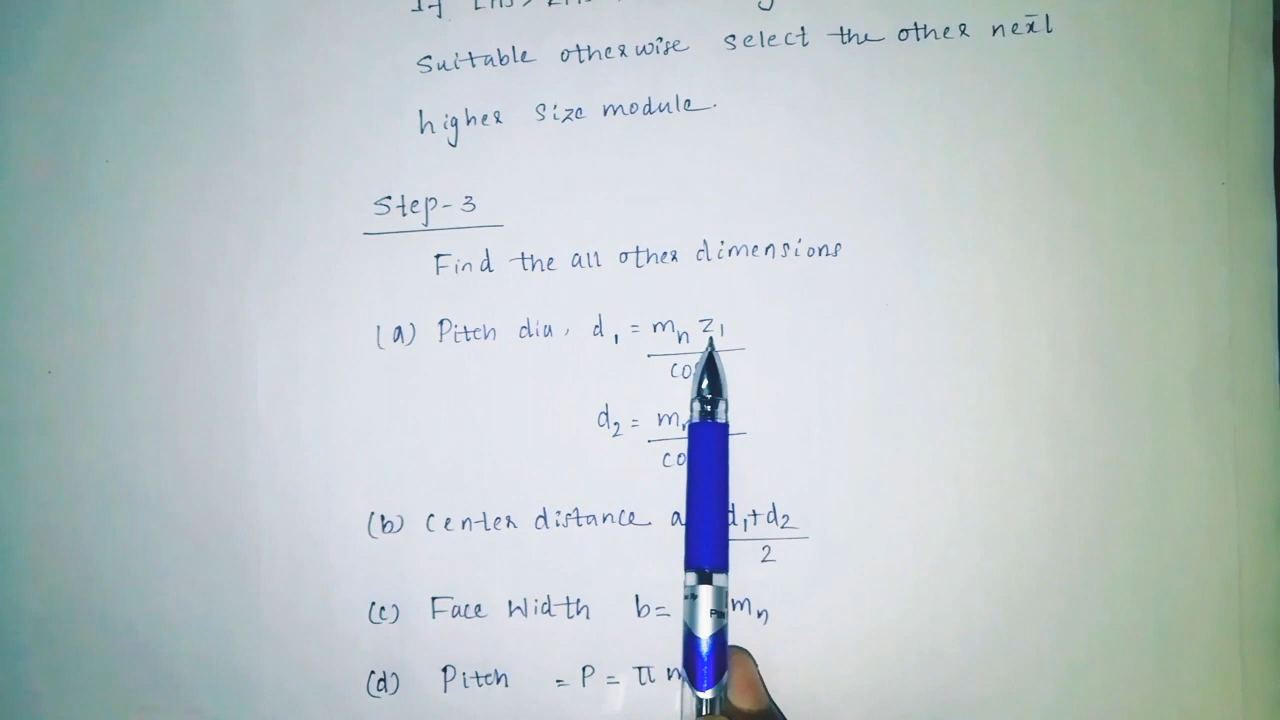 suitable otherwise select the other next
higher size module.
Step-3
Find the all other dimensions
(a) Pitch dia, d₁ = mₙ z₁
d₂ =
(b) Center distance a d₁+d₂
2
(c) Face Width b= mₙ
(d) Pitch = P = π